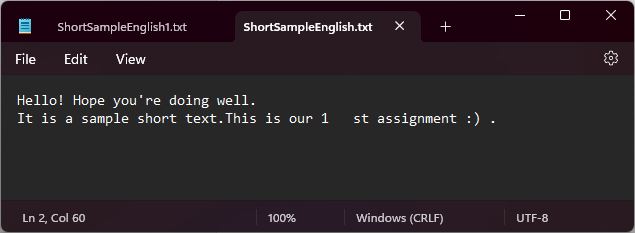 ShortSampleEnglish1.txt ShortSampleEnglish.txt
File Edit View
Hello! Hope you're doing well.
It is a sample short text.This is our 1   st assignment :) .
Ln 2, Col 60 100% Windows (CRLF) UTF-8